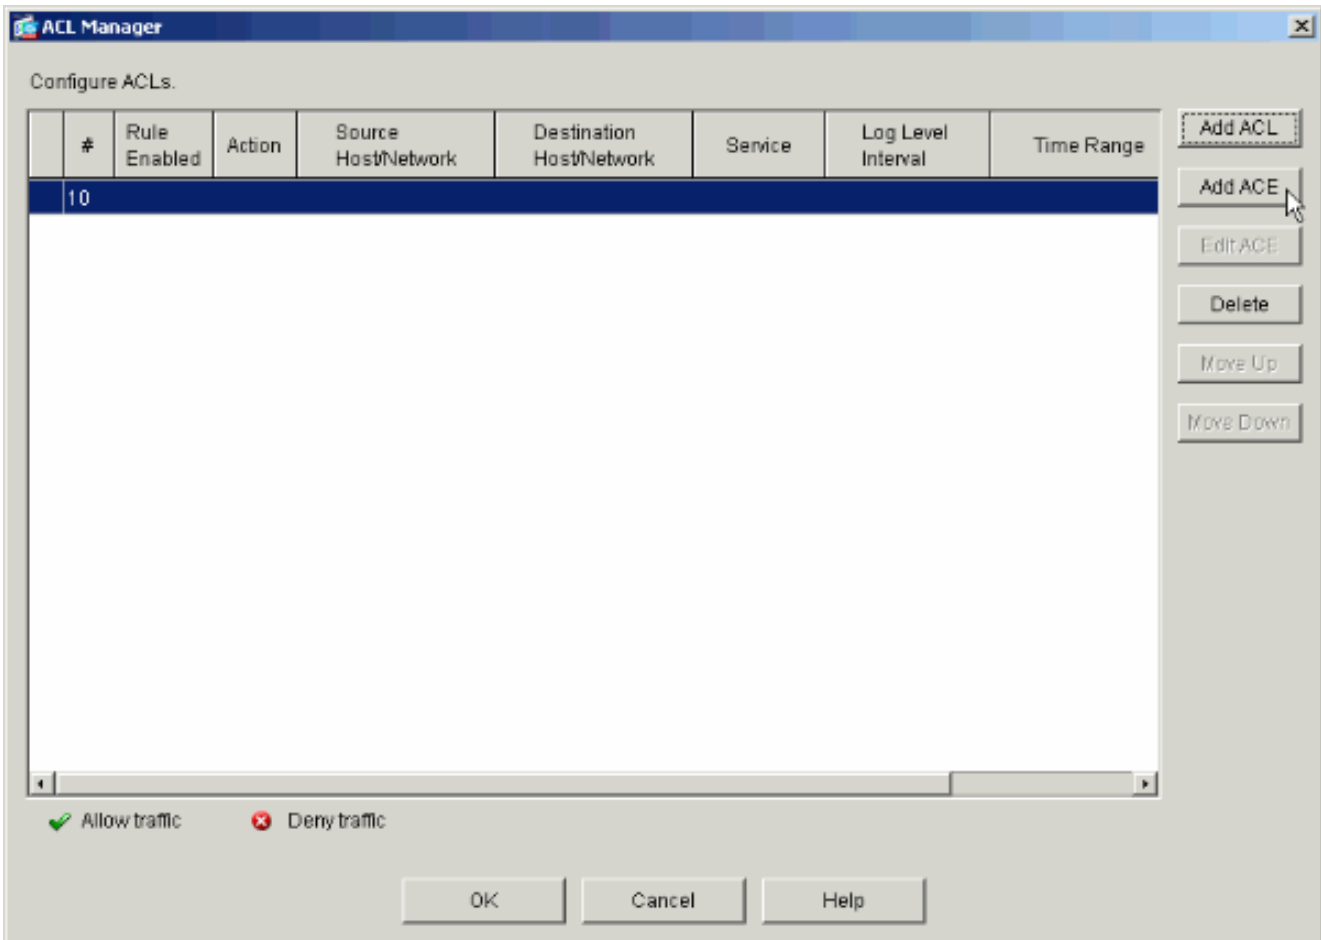 ACL Manager
Configure ACLs.
# Rule Enabled Action Source Host/Network Destination Host/Network Service Log Level Interval Time Range
10
Add ACL
Add ACE
Edit ACE
Delete
Move Up
Move Down
Allow traffic Deny traffic
OK Cancel Help